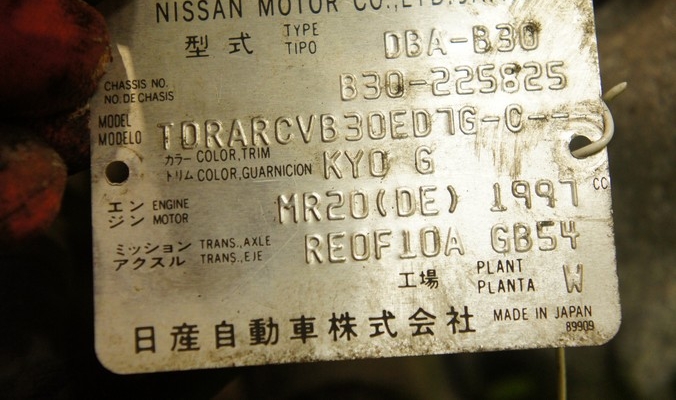 NISSAN MOTOR CO.,LTD.JAPAN
型式 TYPE TIPO DBA-B30
CHASSIS NO. NO.DE CHASIS B30-225825
MODEL MODELO TDRARCVB30ED7G-C--
カラー COLOR,TRIM トリム COLOR,GUARNICION KY0 G
エンジン ENGINE MOTOR MR20(DE) 1997 CC
ミッション アクスル TRANS.,AXLE TRANS.,EJE RE0F10A GB54
工場 PLANT PLANTA W
日産自動車株式会社 MADE IN JAPAN
89909